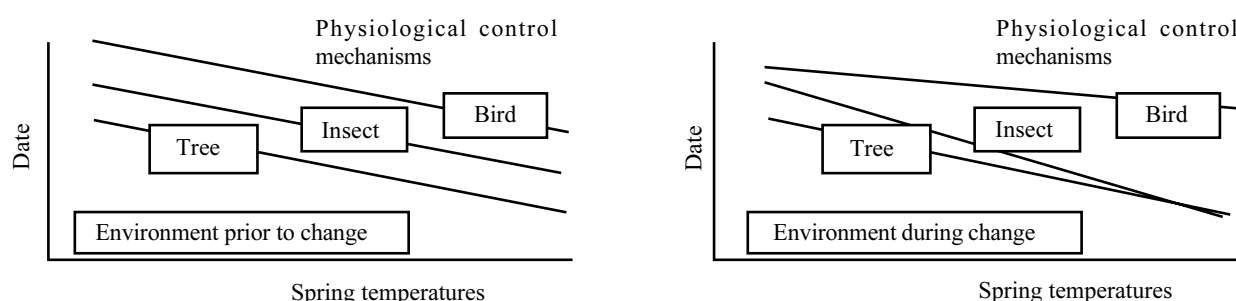 Physiological control
mechanisms
Date
Bird
Insect
Tree
Environment prior to change
Spring temperatures
Physiological control
mechanisms
Date
Bird
Insect
Tree
Environment during change
Spring temperatures